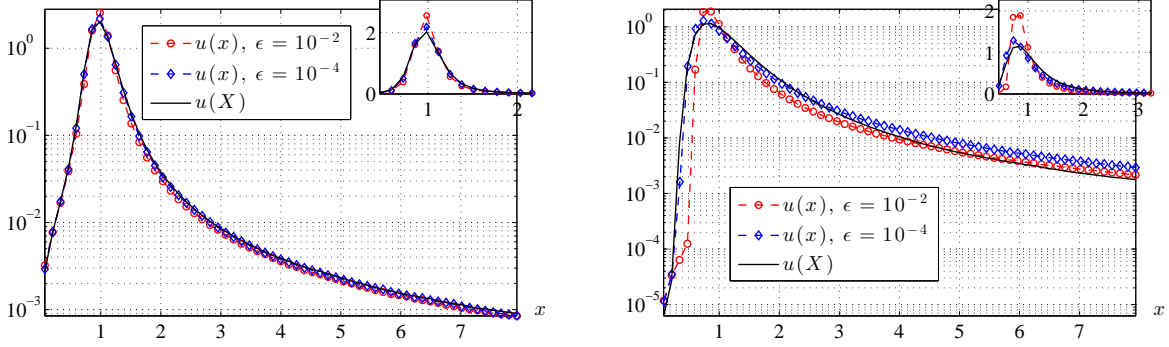 10^0
10^{-1}
10^{-2}
10^{-3}
1 2 3 4 5 6 7
x
u(x), ϵ = 10^{-2}
u(x), ϵ = 10^{-4}
u(X)
2
0
1 2
10^0
10^{-1}
10^{-2}
10^{-3}
10^{-4}
10^{-5}
1 2 3 4 5 6 7
x
2
1
0
1 2 3
u(x), ϵ = 10^{-2}
u(x), ϵ = 10^{-4}
u(X)